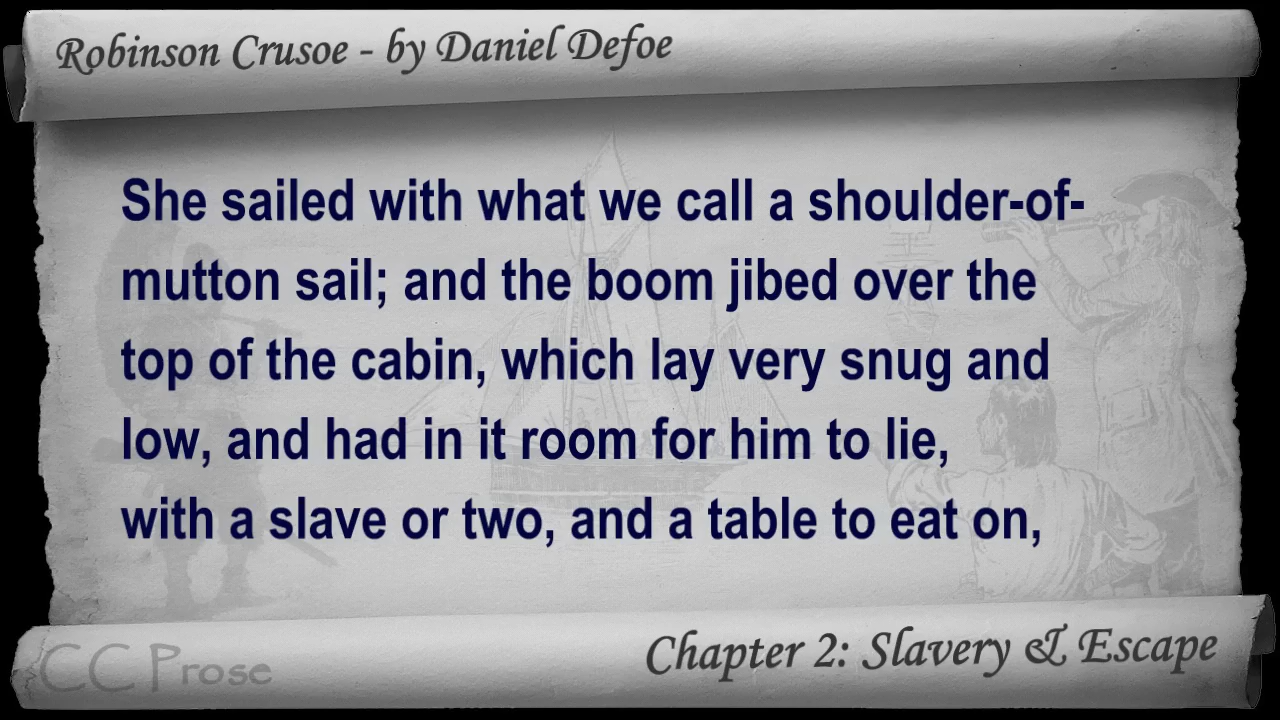 Robinson Crusoe - by Daniel Defoe
She sailed with what we call a shoulder-of-
mutton sail; and the boom jibed over the
top of the cabin, which lay very snug and
low, and had in it room for him to lie,
with a slave or two, and a table to eat on,
Chapter 2: Slavery & Escape
CC Prose